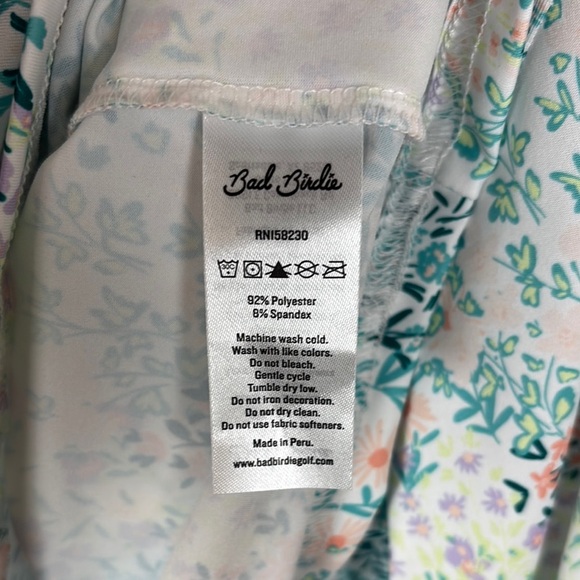 Bad Birdie
RN158230
92% Polyester
8% Spandex
Machine wash cold.
Wash with like colors.
Do not bleach.
Gentle cycle
Tumble dry low.
Do not iron decoration.
Do not dry clean.
Do not use fabric softeners.
Made in Peru.
www.badbirdiegolf.com